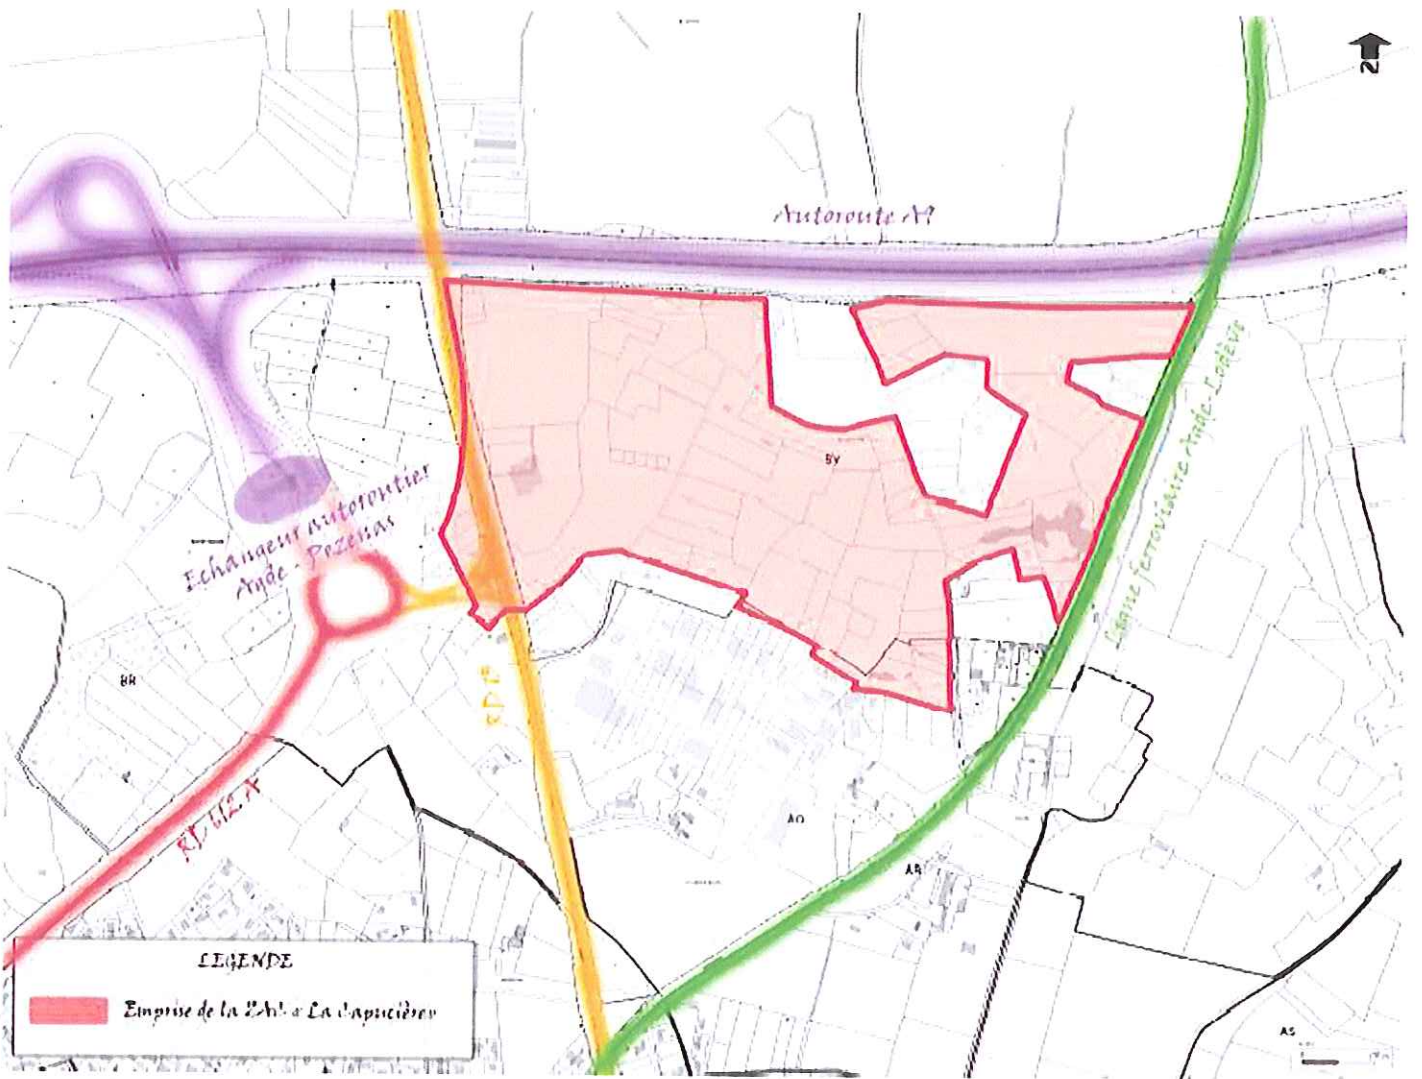 Autoroute A9
Echangeur autoroutier
Agde - Pezenas
Ligne ferroviaire Agde - Lodève
BY
BR
RD 13
RD 612 A
AO
AR
AS
LEGENDE
Emprise de la ZAC « La Capucière »
N